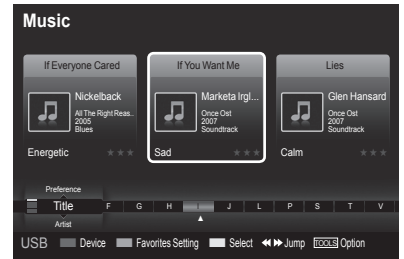 Music
If Everyone Cared
Nickelback
All The Right Reas..
2005
Blues
Energetic
If You Want Me
Marketa Irgl...
Once Ost
2007
Soundtrack
Sad
Lies
Glen Hansard
Once Ost
2007
Soundtrack
Calm
Preference
Title F G H I J L P S T V
Artist
USB Device Favorites Setting Select Jump TOOLS Option